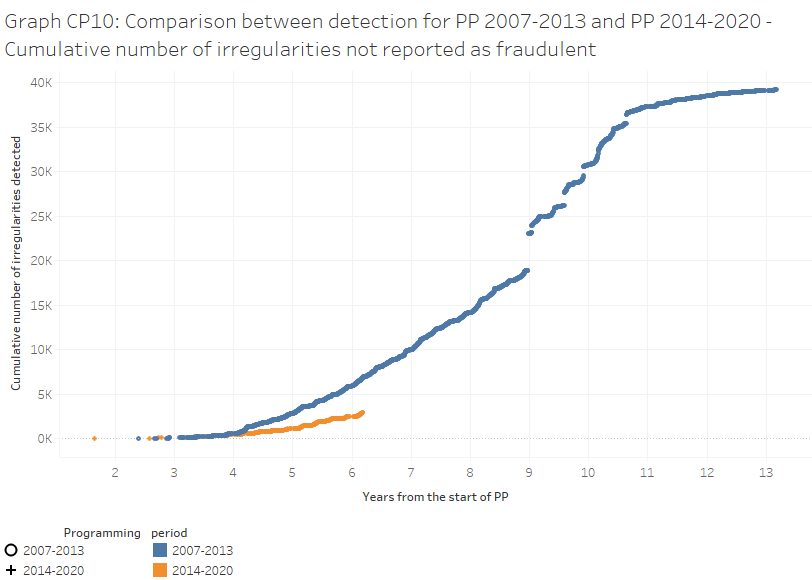 Graph CP10: Comparison between detection for PP 2007-2013 and PP 2014-2020 -
Cumulative number of irregularities not reported as fraudulent
Cumulative number of irregularities detected
40K
35K
30K
25K
20K
15K
10K
5K
0K
2 3 4 5 6 7 8 9 10 11 12 13
Years from the start of PP
Programming period
2007-2013 2007-2013
2014-2020 2014-2020